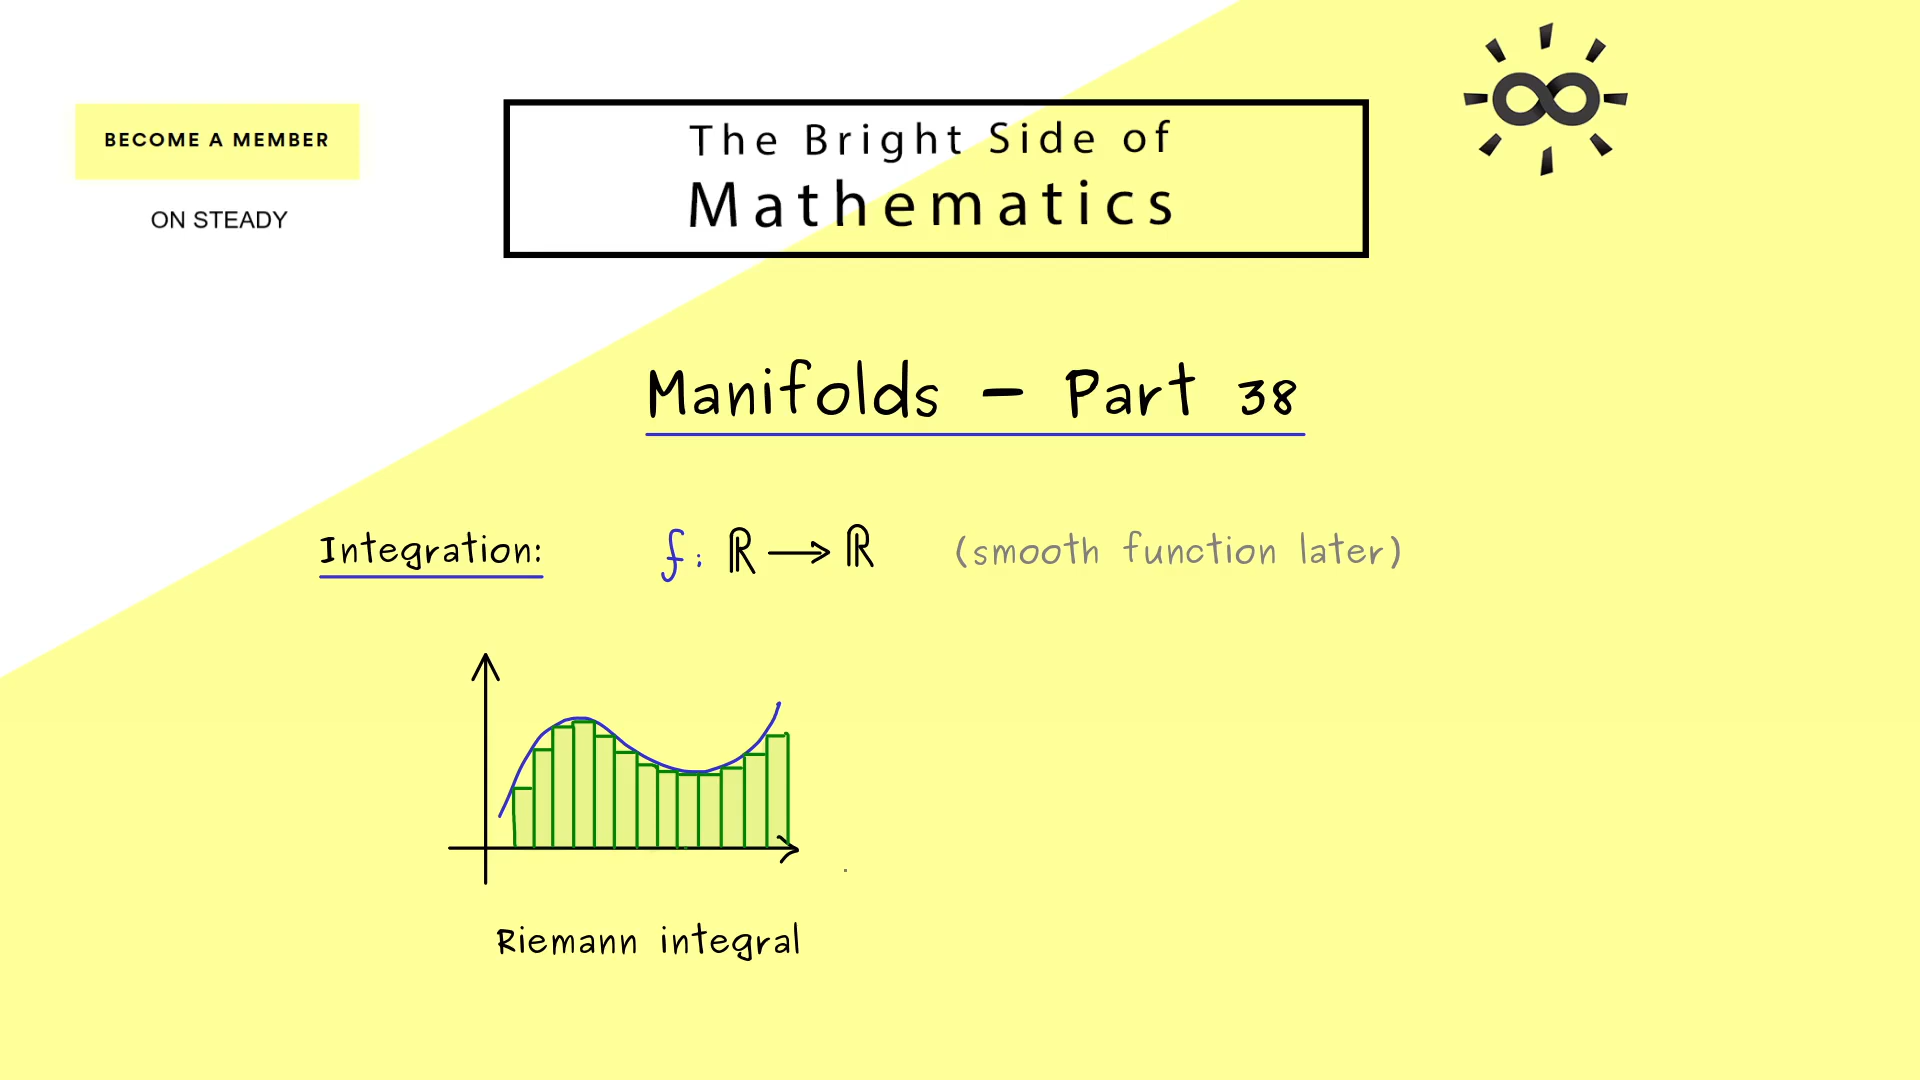 BECOME A MEMBER
ON STEADY
The Bright Side of
Mathematics
Manifolds – Part 38
Integration: f: ℝ ⟶ ℝ (smooth function later)
Riemann integral